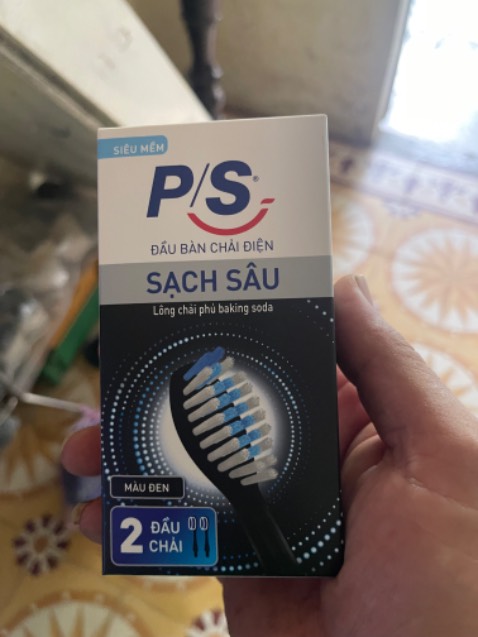 SIÊU MỀM
P/S®
ĐẦU BÀN CHẢI ĐIỆN
SẠCH SÂU
Lông chải phủ baking soda
MÀU ĐEN
2 ĐẦU
CHẢI